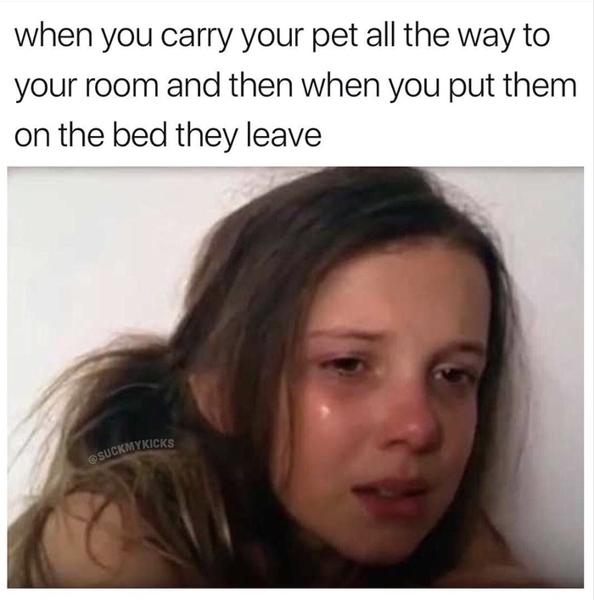 when you carry your pet all the way to
your room and then when you put them
on the bed they leave
@SUCKMYKICKS